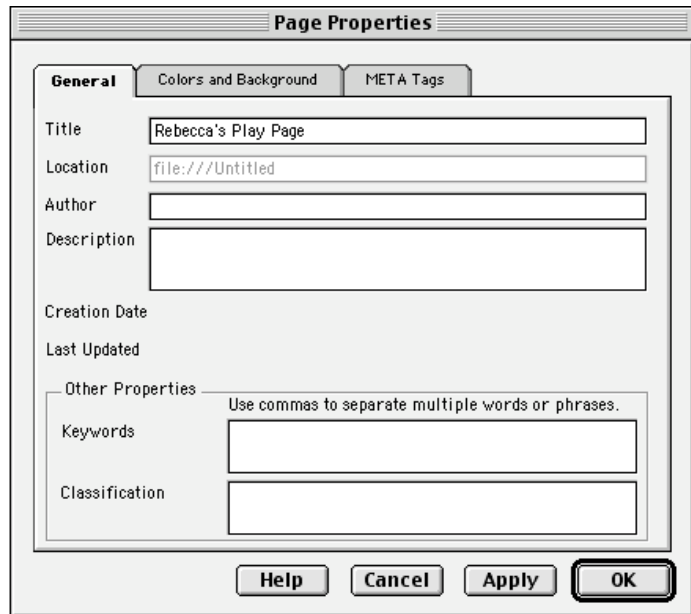 Page Properties
General Colors and Background META Tags
Title Rebecca's Play Page
Location file:///Untitled
Author
Description
Creation Date
Last Updated
Other Properties
Use commas to separate multiple words or phrases.
Keywords
Classification
Help Cancel Apply OK